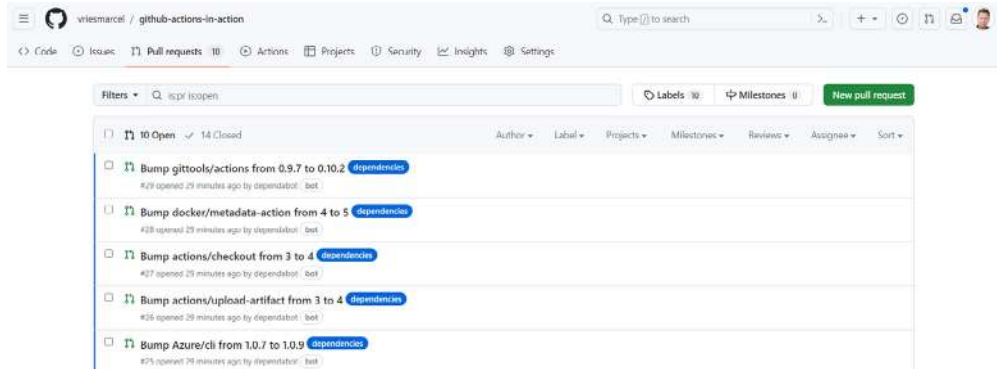 vriesmarcel / github-actions-in-action
Type / to search
Code Issues Pull requests 10 Actions Projects Security Insights Settings
Filters is:pr is:open Labels 10 Milestones 0 New pull request
10 Open 14 Closed Author Label Projects Milestones Reviews Assignee Sort
Bump gittools/actions from 0.9.7 to 0.10.2 dependencies
#29 opened 29 minutes ago by dependabot bot
Bump docker/metadata-action from 4 to 5 dependencies
#28 opened 29 minutes ago by dependabot bot
Bump actions/checkout from 3 to 4 dependencies
#27 opened 29 minutes ago by dependabot bot
Bump actions/upload-artifact from 3 to 4 dependencies
#26 opened 29 minutes ago by dependabot bot
Bump Azure/cli from 1.0.7 to 1.0.9 dependencies
#25 opened 29 minutes ago by dependabot bot